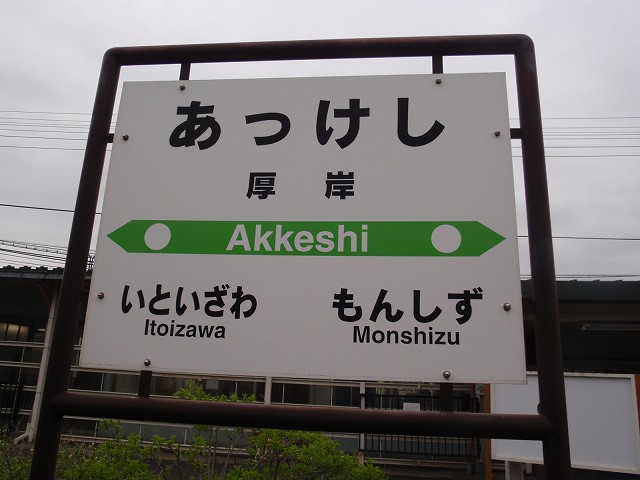 あっけし
厚岸
Akkeshi
いといざわ もんしず
Itoizawa Monshizu